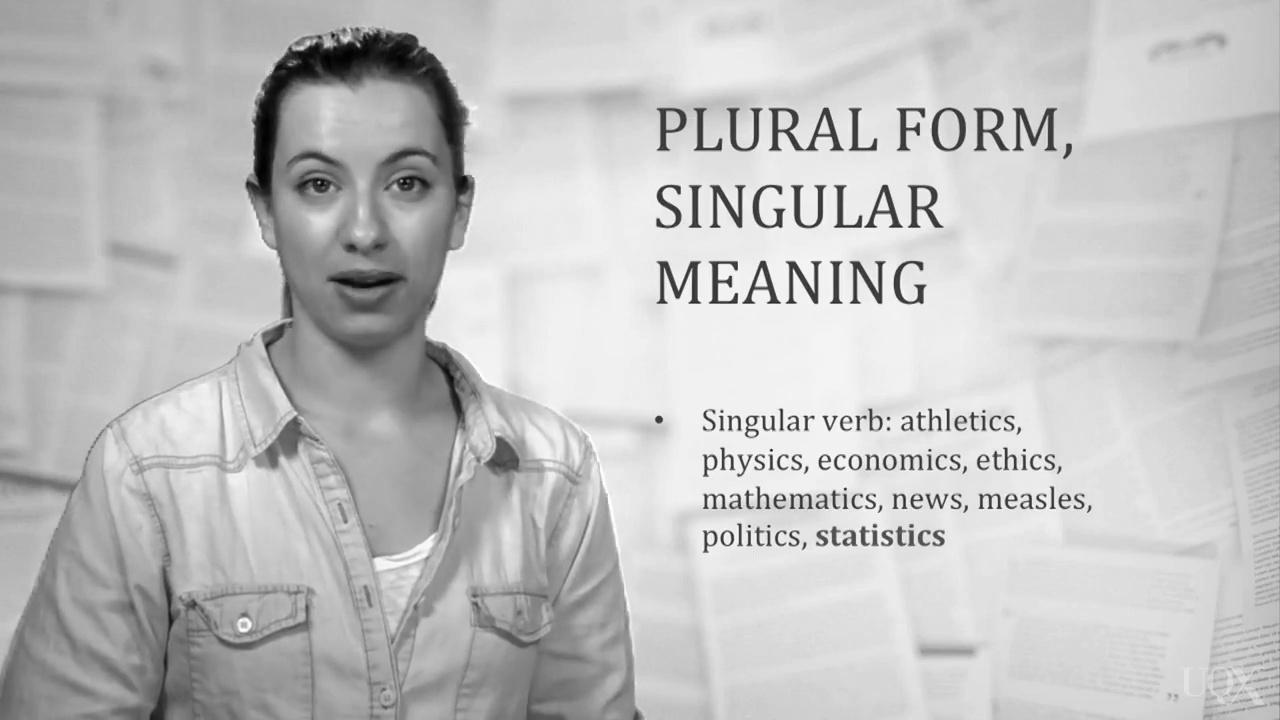 PLURAL FORM,
SINGULAR
MEANING
• Singular verb: athletics,
physics, economics, ethics,
mathematics, news, measles,
politics, statistics
UQX